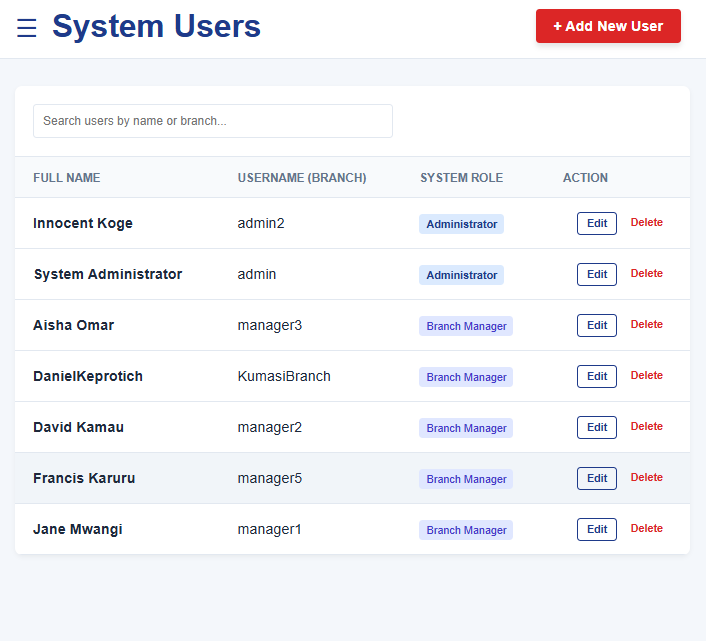 ☰ System Users + Add New User
Search users by name or branch...
FULL NAME USERNAME (BRANCH) SYSTEM ROLE ACTION
Innocent Koge admin2 Administrator Edit Delete
System Administrator admin Administrator Edit Delete
Aisha Omar manager3 Branch Manager Edit Delete
DanielKeprotich KumasiBranch Branch Manager Edit Delete
David Kamau manager2 Branch Manager Edit Delete
Francis Karuru manager5 Branch Manager Edit Delete
Jane Mwangi manager1 Branch Manager Edit Delete